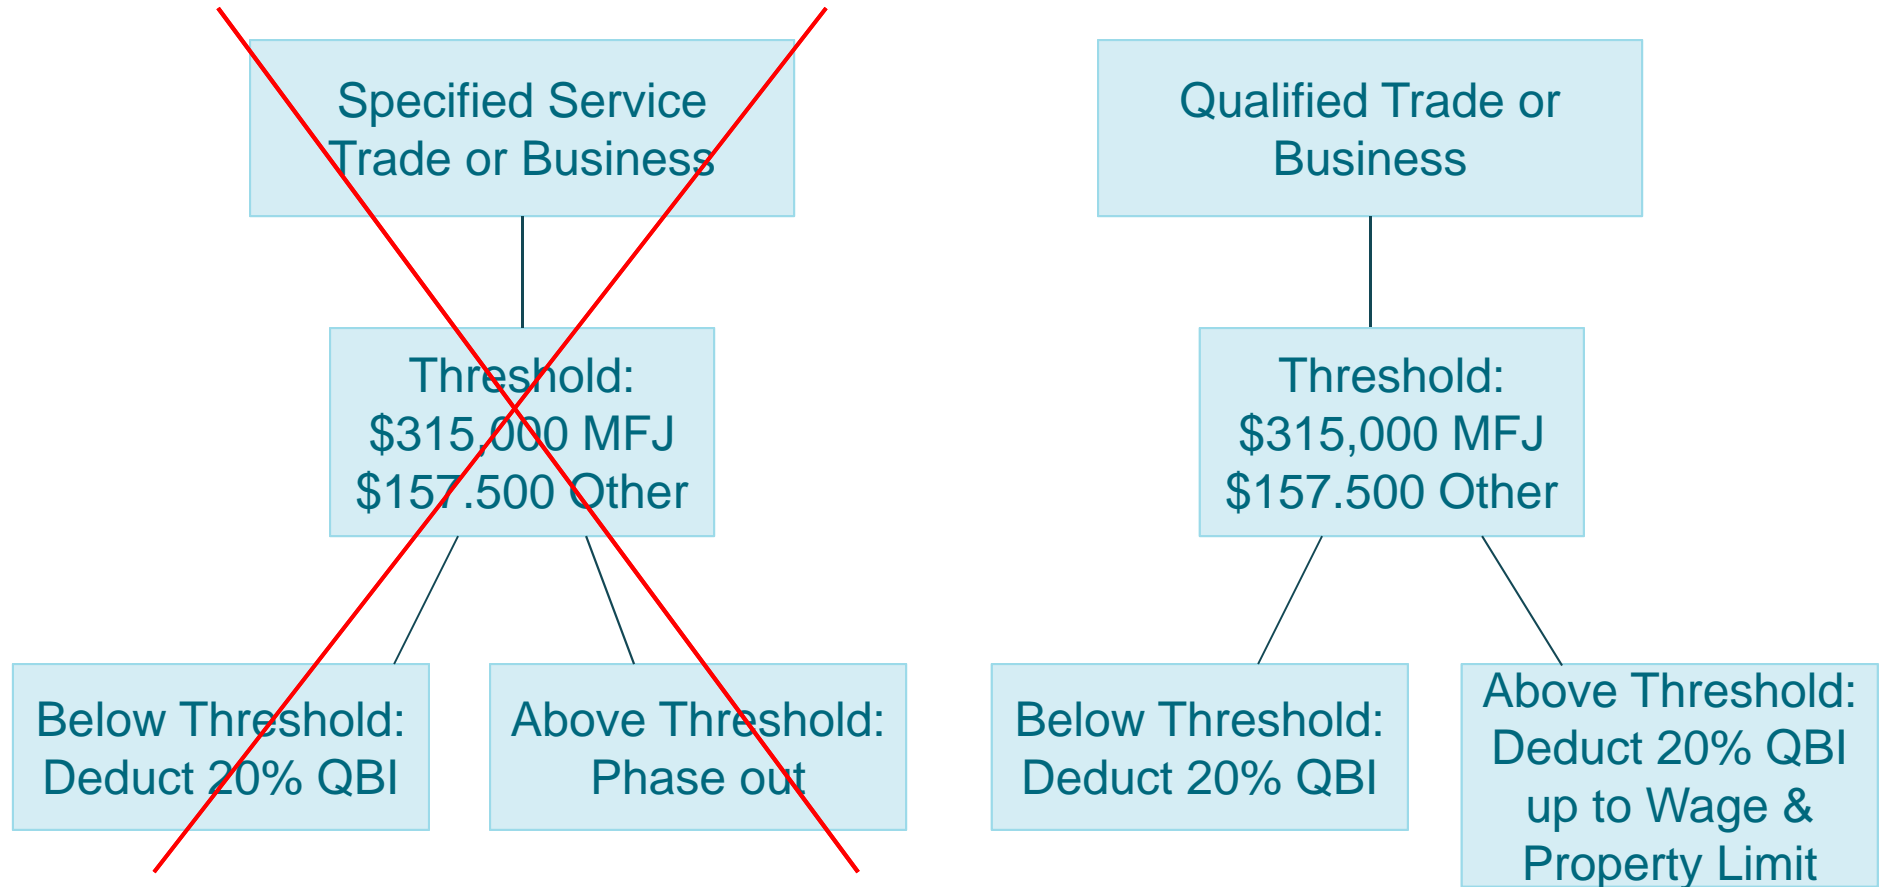 Specified Service
Trade or Business
Threshold:
$315,000 MFJ
$157.500 Other
Below Threshold:
Deduct 20% QBI
Above Threshold:
Phase out
Qualified Trade or
Business
Threshold:
$315,000 MFJ
$157.500 Other
Below Threshold:
Deduct 20% QBI
Above Threshold:
Deduct 20% QBI
up to Wage &
Property Limit